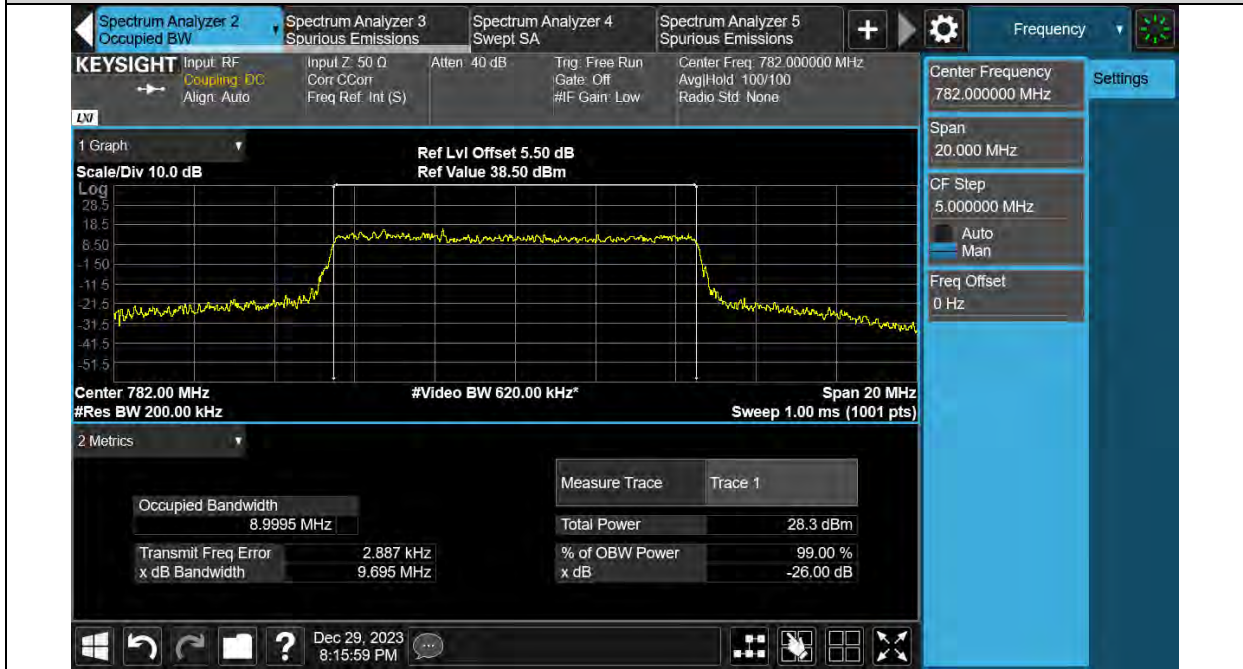 Spectrum Analyzer 2
Occupied BW
Spectrum Analyzer 3
Spurious Emissions
Spectrum Analyzer 4
Swept SA
Spectrum Analyzer 5
Spurious Emissions
+
Frequency
KEYSIGHT
Input: RF
Coupling: DC
Align: Auto
Input Z: 50 Ω
Corr CCorr
Freq Ref: Int (S)
Atten: 40 dB
Trig: Free Run
Gate: Off
#IF Gain: Low
Center Freq: 782.000000 MHz
Avg|Hold: 100/100
Radio Std: None
LXI
Center Frequency
782.000000 MHz
Settings
Span
20.000 MHz
CF Step
5.000000 MHz
Auto
Man
Freq Offset
0 Hz
1 Graph
Scale/Div 10.0 dB
Ref Lvl Offset 5.50 dB
Ref Value 38.50 dBm
Log
28.5
18.5
8.50
-1.50
-11.5
-21.5
-31.5
-41.5
-51.5
Center 782.00 MHz
#Res BW 200.00 kHz
#Video BW 620.00 kHz*
Span 20 MHz
Sweep 1.00 ms (1001 pts)
2 Metrics
Measure Trace Trace 1
Occupied Bandwidth
8.9995 MHz
Total Power 28.3 dBm
Transmit Freq Error 2.887 kHz
% of OBW Power 99.00 %
x dB Bandwidth 9.695 MHz
x dB -26.00 dB
?
Dec 29, 2023
8:15:59 PM